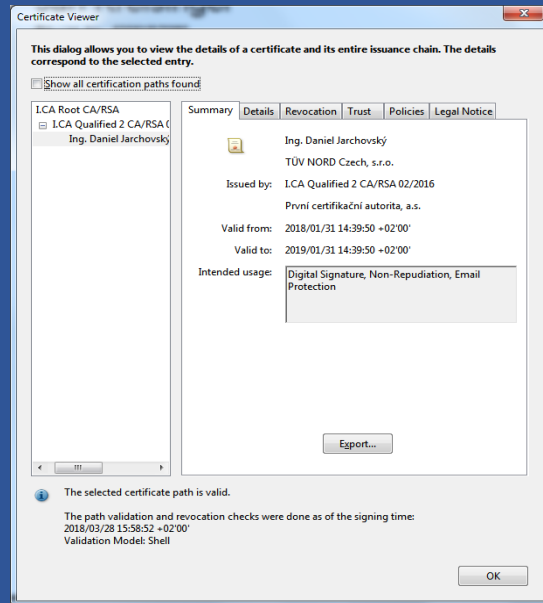 Certificate Viewer
This dialog allows you to view the details of a certificate and its entire issuance chain. The details
correspond to the selected entry.
Show all certification paths found
I.CA Root CA/RSA
I.CA Qualified 2 CA/RSA 0
Ing. Daniel Jarchovský
Summary Details Revocation Trust Policies Legal Notice
Ing. Daniel Jarchovský
TÜV NORD Czech, s.r.o.
Issued by: I.CA Qualified 2 CA/RSA 02/2016
První certifikační autorita, a.s.
Valid from: 2018/01/31 14:39:50 +02'00'
Valid to: 2019/01/31 14:39:50 +02'00'
Intended usage: Digital Signature, Non-Repudiation, Email
Protection
Export...
The selected certificate path is valid.
The path validation and revocation checks were done as of the signing time:
2018/03/28 15:58:52 +02'00'
Validation Model: Shell
OK